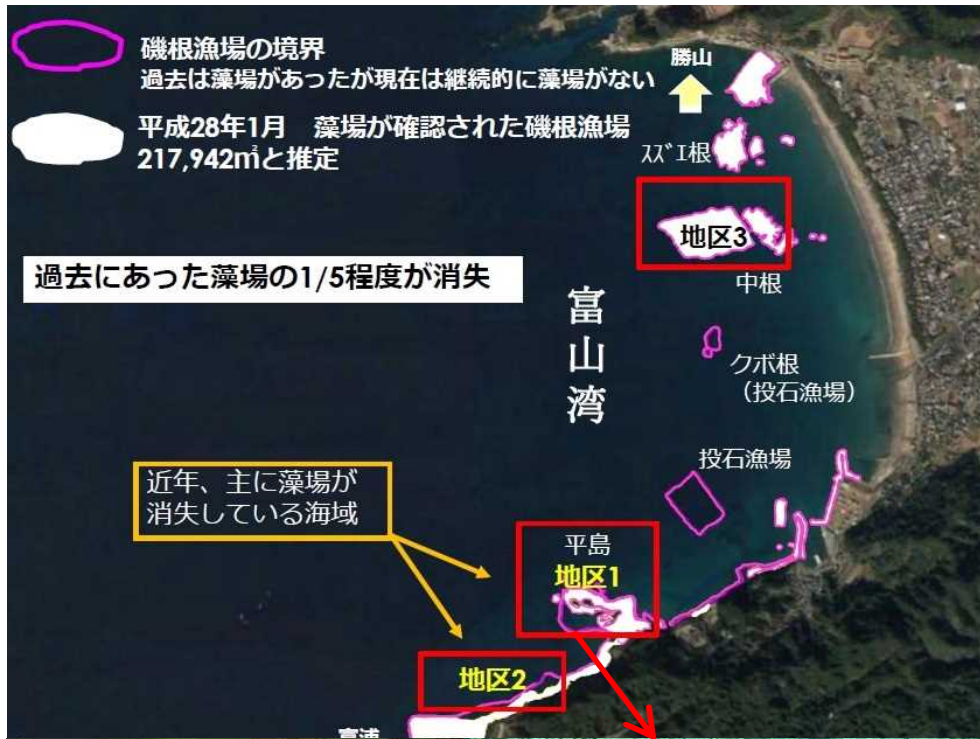 磯根漁場の境界
過去は藻場があったが現在は継続的に藻場がない
平成28年1月　藻場が確認された磯根漁場
217,942㎡と推定
勝山
ｽｽﾞｴ根
地区3
過去にあった藻場の1/5程度が消失
中根
富山湾
クボ根
（投石漁場）
投石漁場
近年、主に藻場が
消失している海域
平島
地区1
地区2
富浦